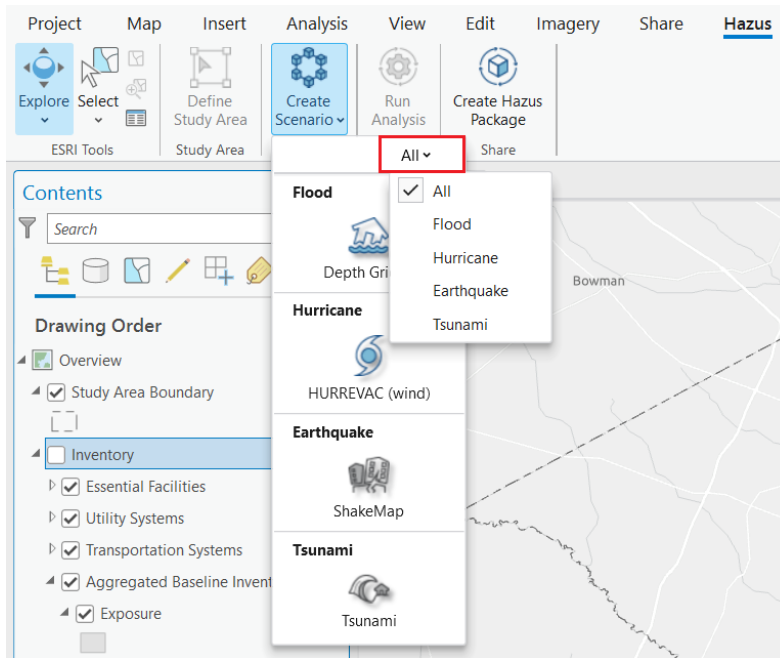 Project Map Insert Analysis View Edit Imagery Share Hazus
Explore Select Define Study Area Create Scenario Run Analysis Create Hazus Package
ESRI Tools Study Area Share
All
Contents
Search
Drawing Order
Overview
Study Area Boundary
Inventory
Essential Facilities
Utility Systems
Transportation Systems
Aggregated Baseline Invent
Exposure
Flood
Depth Gri
Hurricane
HURREVAC (wind)
Earthquake
ShakeMap
Tsunami
Tsunami
All
Flood
Hurricane
Earthquake
Tsunami
Bowman